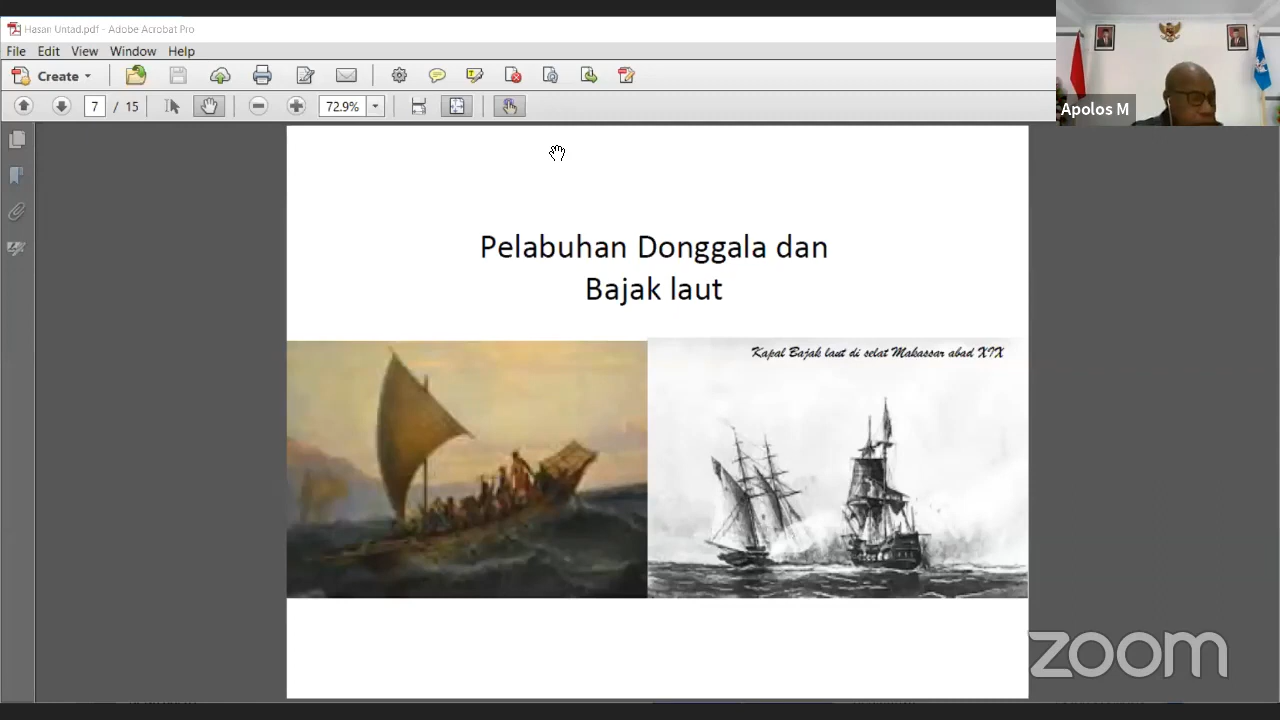 Hasan Untad.pdf - Adobe Acrobat Pro
File Edit View Window Help
Create
7 / 15 72.9%
Apolos M
Pelabuhan Donggala dan
Bajak laut
Kapal Bajak laut di selat Makassar abad XIX
zoom